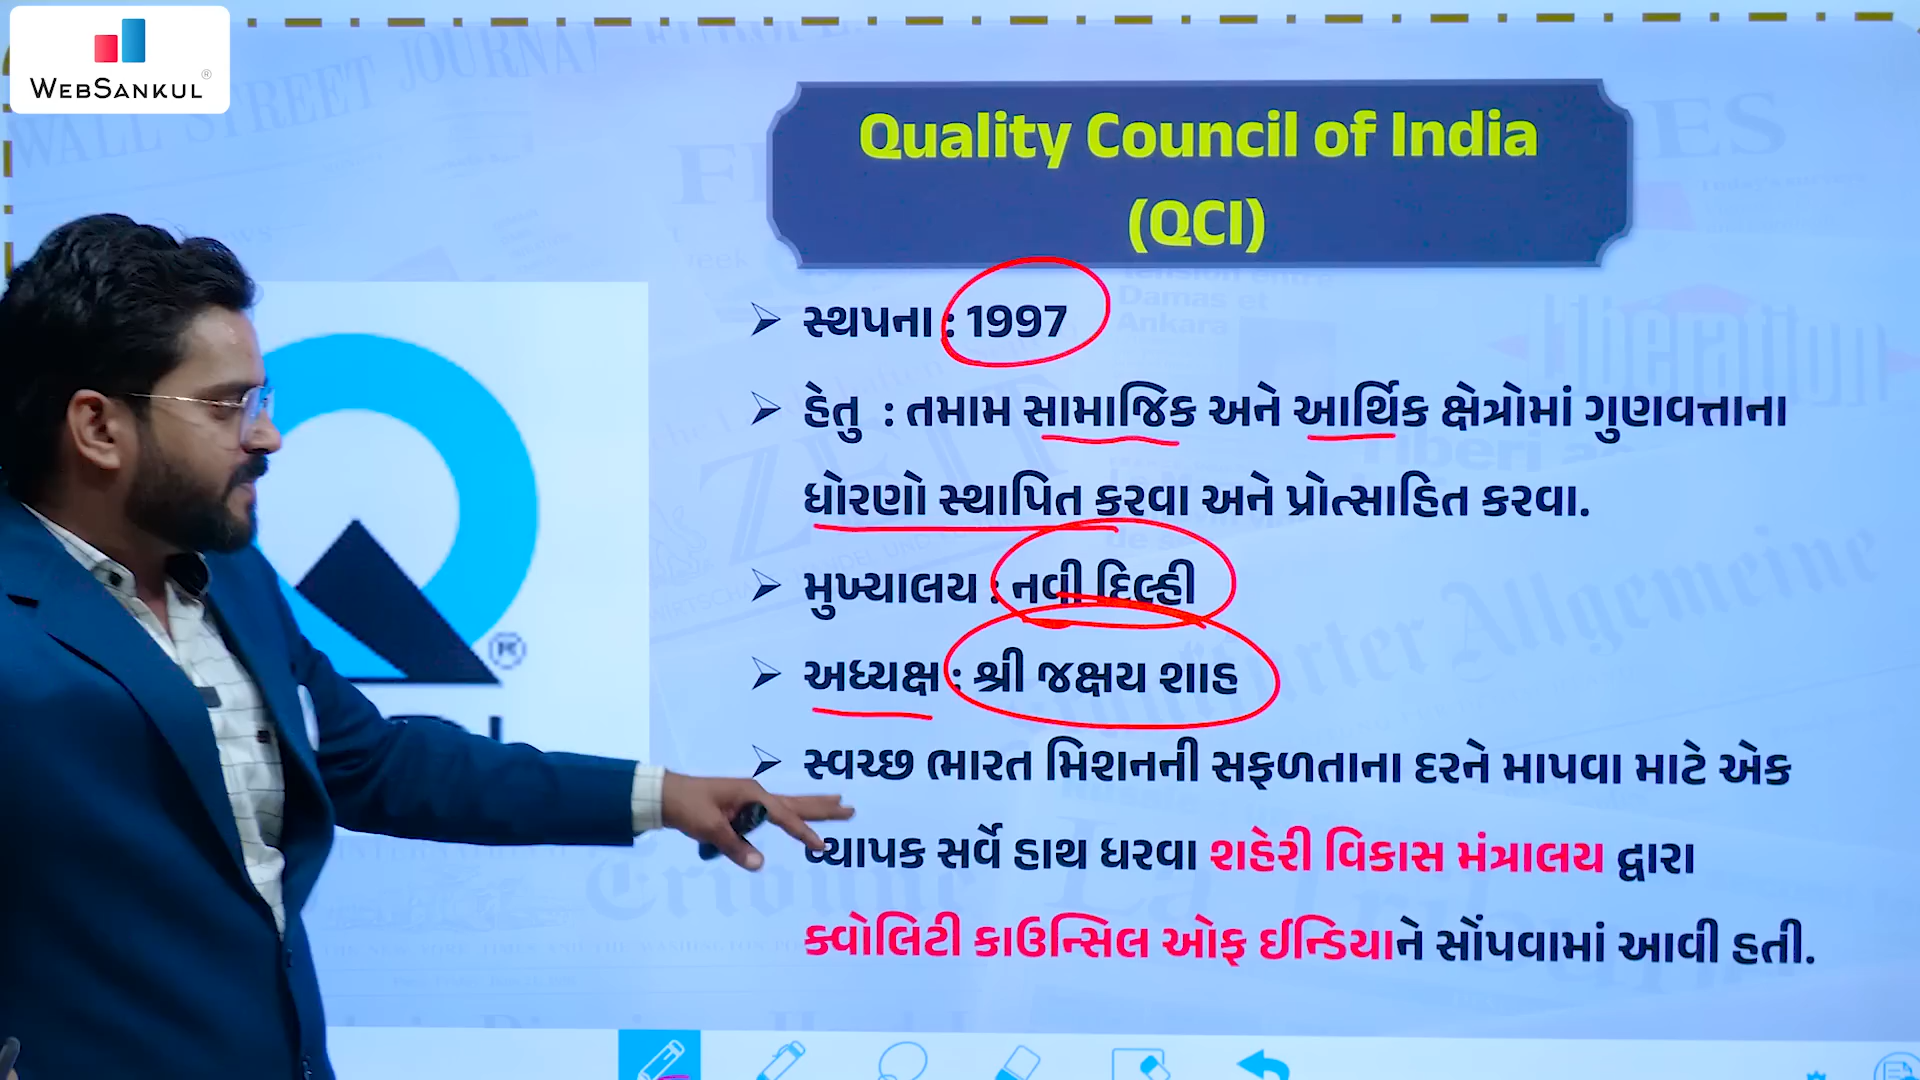 WEBSANKUL®
Quality Council of India
(QCI)
➢ સ્થપના : 1997
➢ હેતુ : તમામ સામાજિક અને આર્થિક ક્ષેત્રોમાં ગુણવત્તાના
ધોરણો સ્થાપિત કરવા અને પ્રોત્સાહિત કરવા.
➢ મુખ્યાલય : નવી દિલ્હી
➢ અધ્યક્ષ : શ્રી જક્ષય શાહ
➢ સ્વચ્છ ભારત મિશનની સફળતાના દરને માપવા માટે એક
વ્યાપક સર્વે હાથ ધરવા શહેરી વિકાસ મંત્રાલય દ્વારા
ક્વોલિટી કાઉન્સિલ ઓફ ઈન્ડિયાને સોંપવામાં આવી હતી.